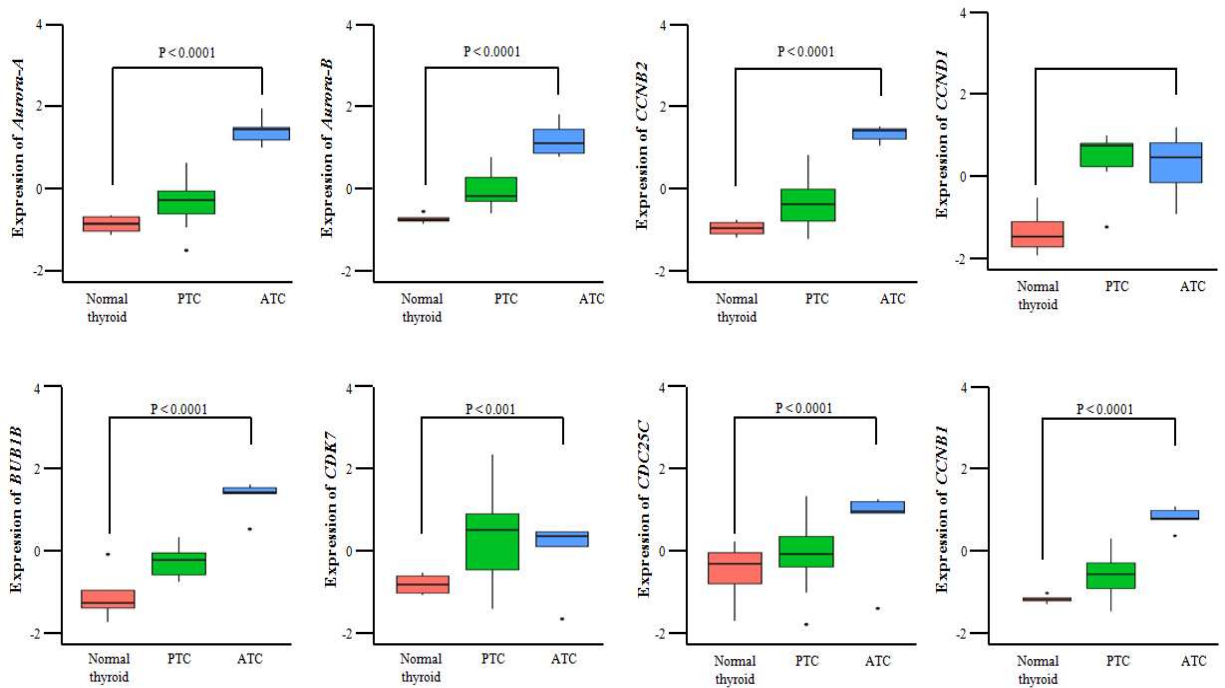 Expression of Aurora-A
4
2
0
-2
P < 0.0001
Normal thyroid
PTC
ATC
Expression of Aurora-B
4
2
0
-2
P < 0.0001
Normal thyroid
PTC
ATC
Expression of CCNB2
4
2
0
-2
P < 0.0001
Normal thyroid
PTC
ATC
Expression of CCND1
4
2
0
-2
Normal thyroid
PTC
ATC
Expression of BUB1B
4
2
0
-2
P < 0.0001
Normal thyroid
PTC
ATC
Expression of CDK7
4
2
0
-2
P < 0.001
Normal thyroid
PTC
ATC
Expression of CDC25C
4
2
0
-2
P < 0.0001
Normal thyroid
PTC
ATC
Expression of CCNB1
4
2
0
-2
P < 0.0001
Normal thyroid
PTC
ATC